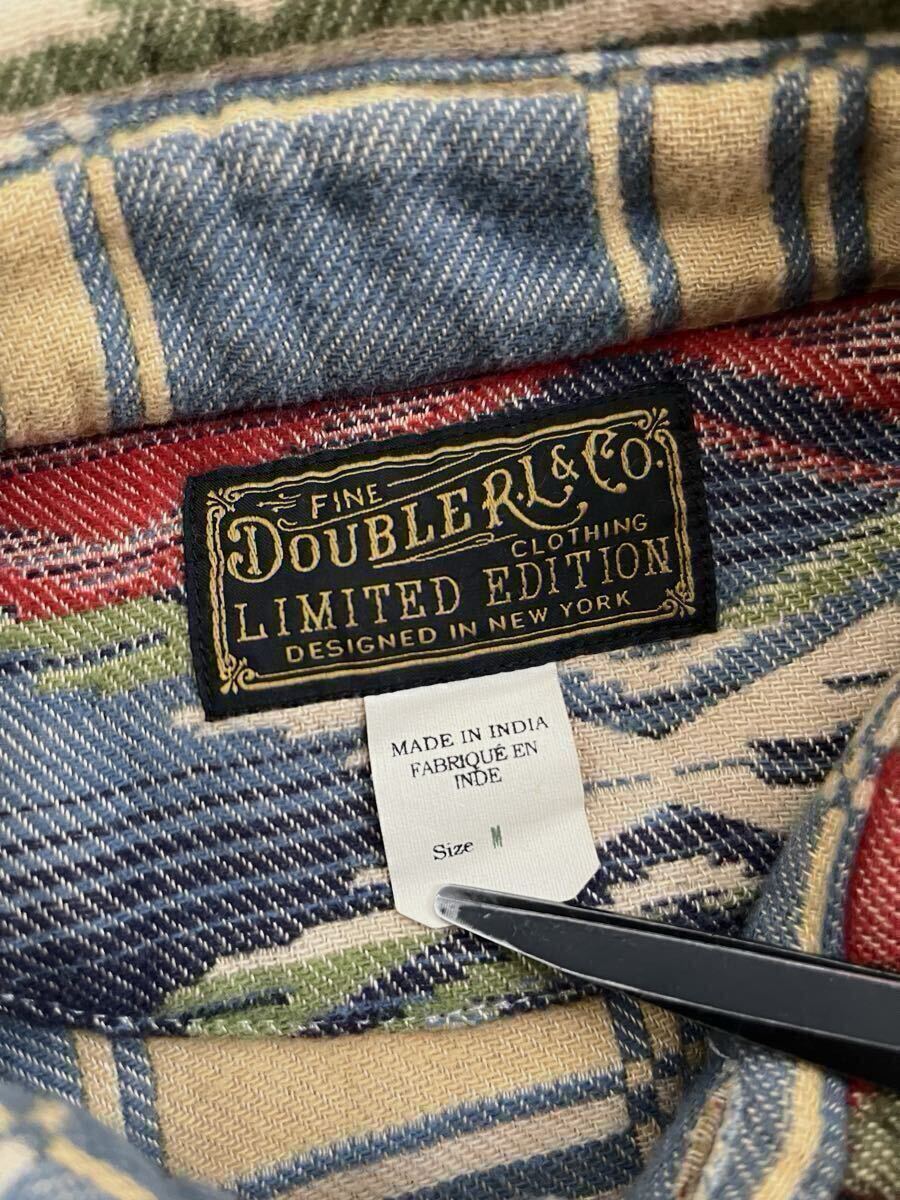 FINE
DOUBLE RL & CO.
CLOTHING
LIMITED EDITION
DESIGNED IN NEW YORK
MADE IN INDIA
FABRIQUÉ EN
INDE
Size M